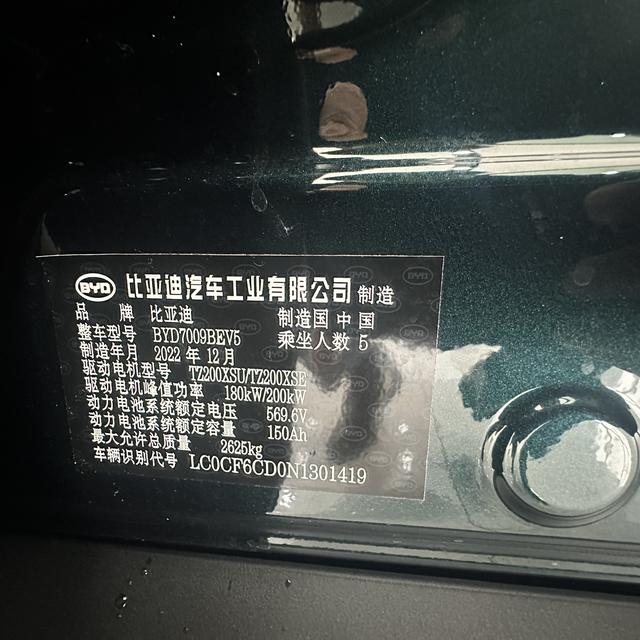 BYD 比亚迪汽车工业有限公司 制造
品 牌 比亚迪 制造国 中国
整车型号 BYD7009BEV5 乘坐人数 5
制造年月 2022 年 12 月
驱动电机型号 TZ200XSU/TZ200XSE
驱动电机峰值功率 180kW/200kW
动力电池系统额定电压 569.6V
动力电池系统额定容量 150Ah
最大允许总质量 2625kg
车辆识别代号 LC0CF6CD0N1301419